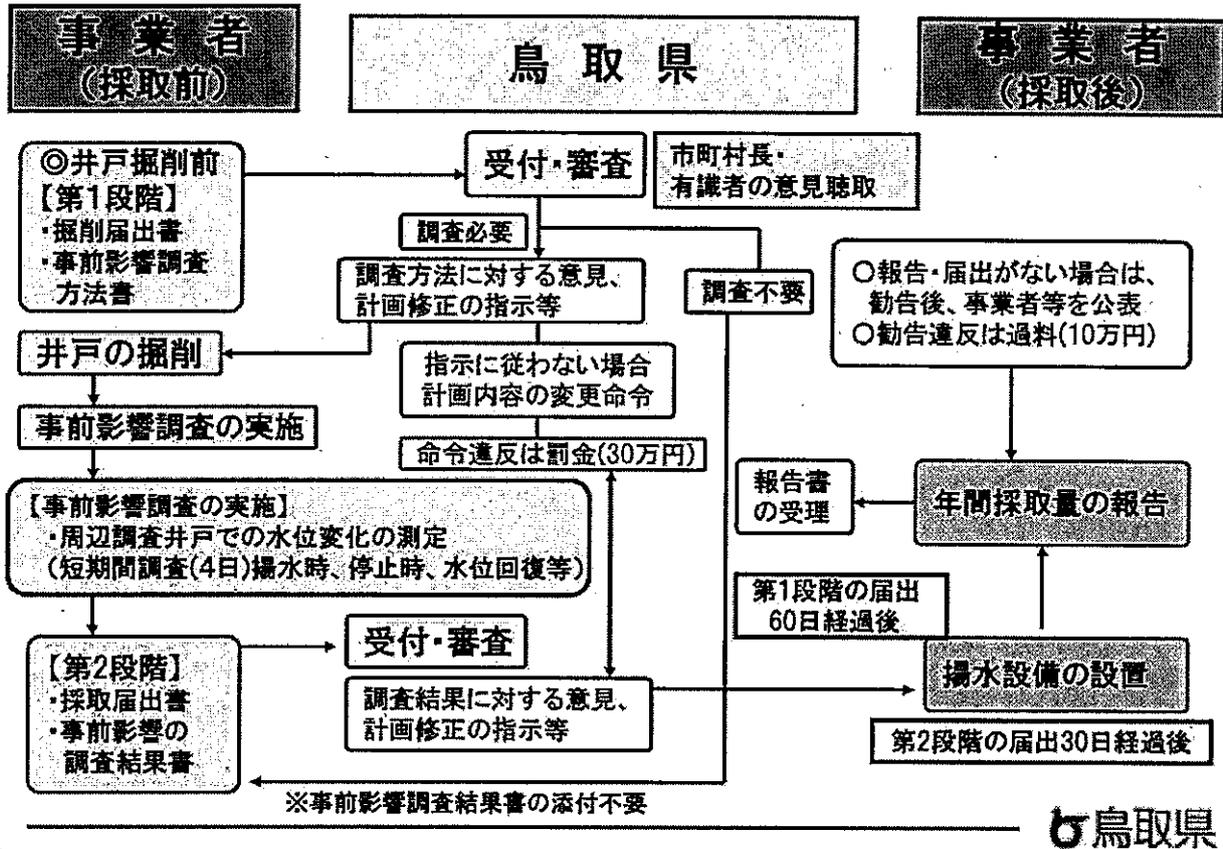 事業者
(採取前)
鳥取県
事業者
(採取後)
◎井戸掘削前
【第1段階】
・掘削届出書
・事前影響調査
方法書
受付・審査
市町村長・
有識者の意見聴取
調査必要
調査方法に対する意見、
計画修正の指示等
調査不要
○報告・届出がない場合は、
勧告後、事業者等を公表
○勧告違反は過料(10万円)
井戸の掘削
指示に従わない場合
計画内容の変更命令
事前影響調査の実施
命令違反は罰金(30万円)
報告書
の受理
年間採取量の報告
【事前影響調査の実施】
・周辺調査井戸での水位変化の測定
(短期間調査(4日)揚水時、停止時、水位回復等)
第1段階の届出
60日経過後
受付・審査
【第2段階】
・採取届出書
・事前影響の
調査結果書
調査結果に対する意見、
計画修正の指示等
揚水設備の設置
第2段階の届出30日経過後
※事前影響調査結果書の添付不要
鳥取県